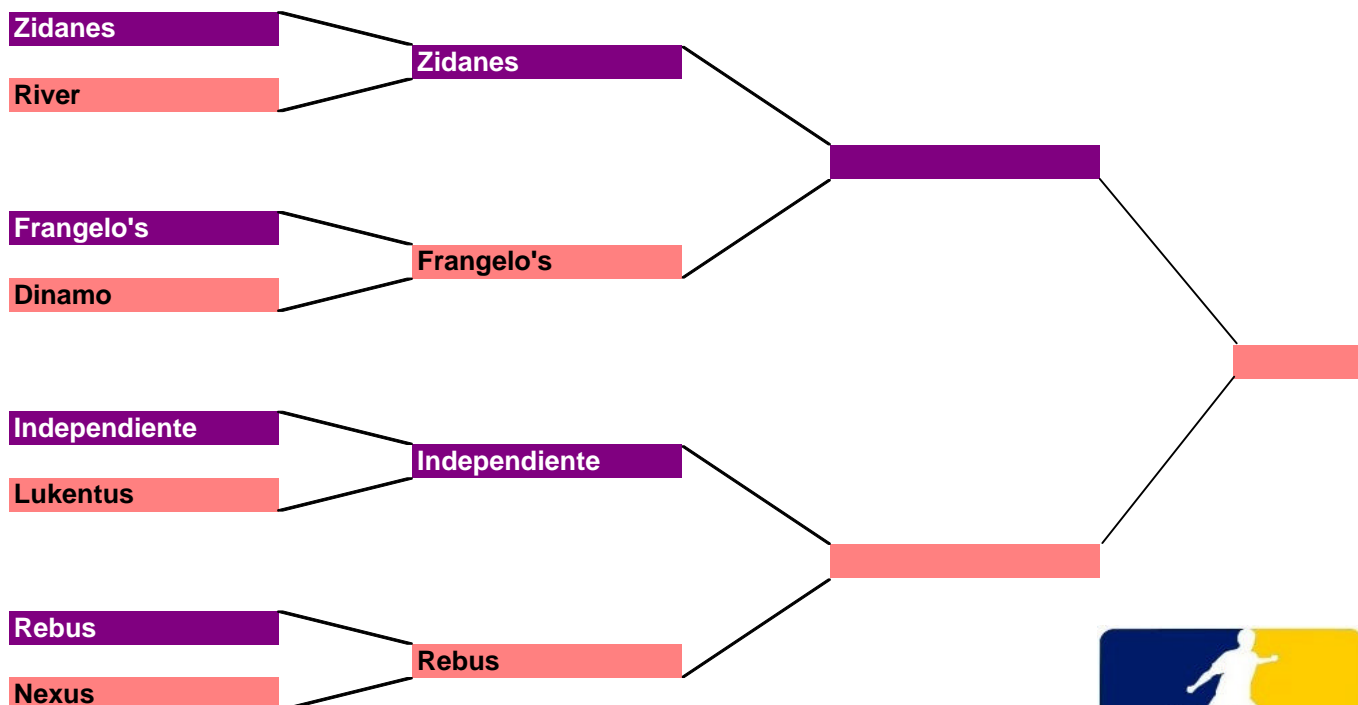 Zidanes
Zidanes
River
Frangelo's
Frangelo's
Dinamo
Independiente
Independiente
Lukentus
Rebus
Rebus
Nexus